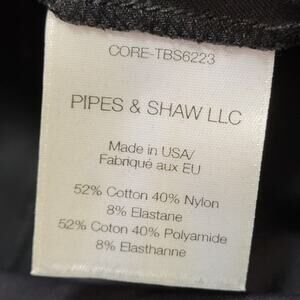 CORE-TBS6223
PIPES & SHAW LLC
Made in USA/
Fabriqué aux EU
52% Cotton 40% Nylon
8% Elastane
52% Coton 40% Polyamide
8% Elasthanne